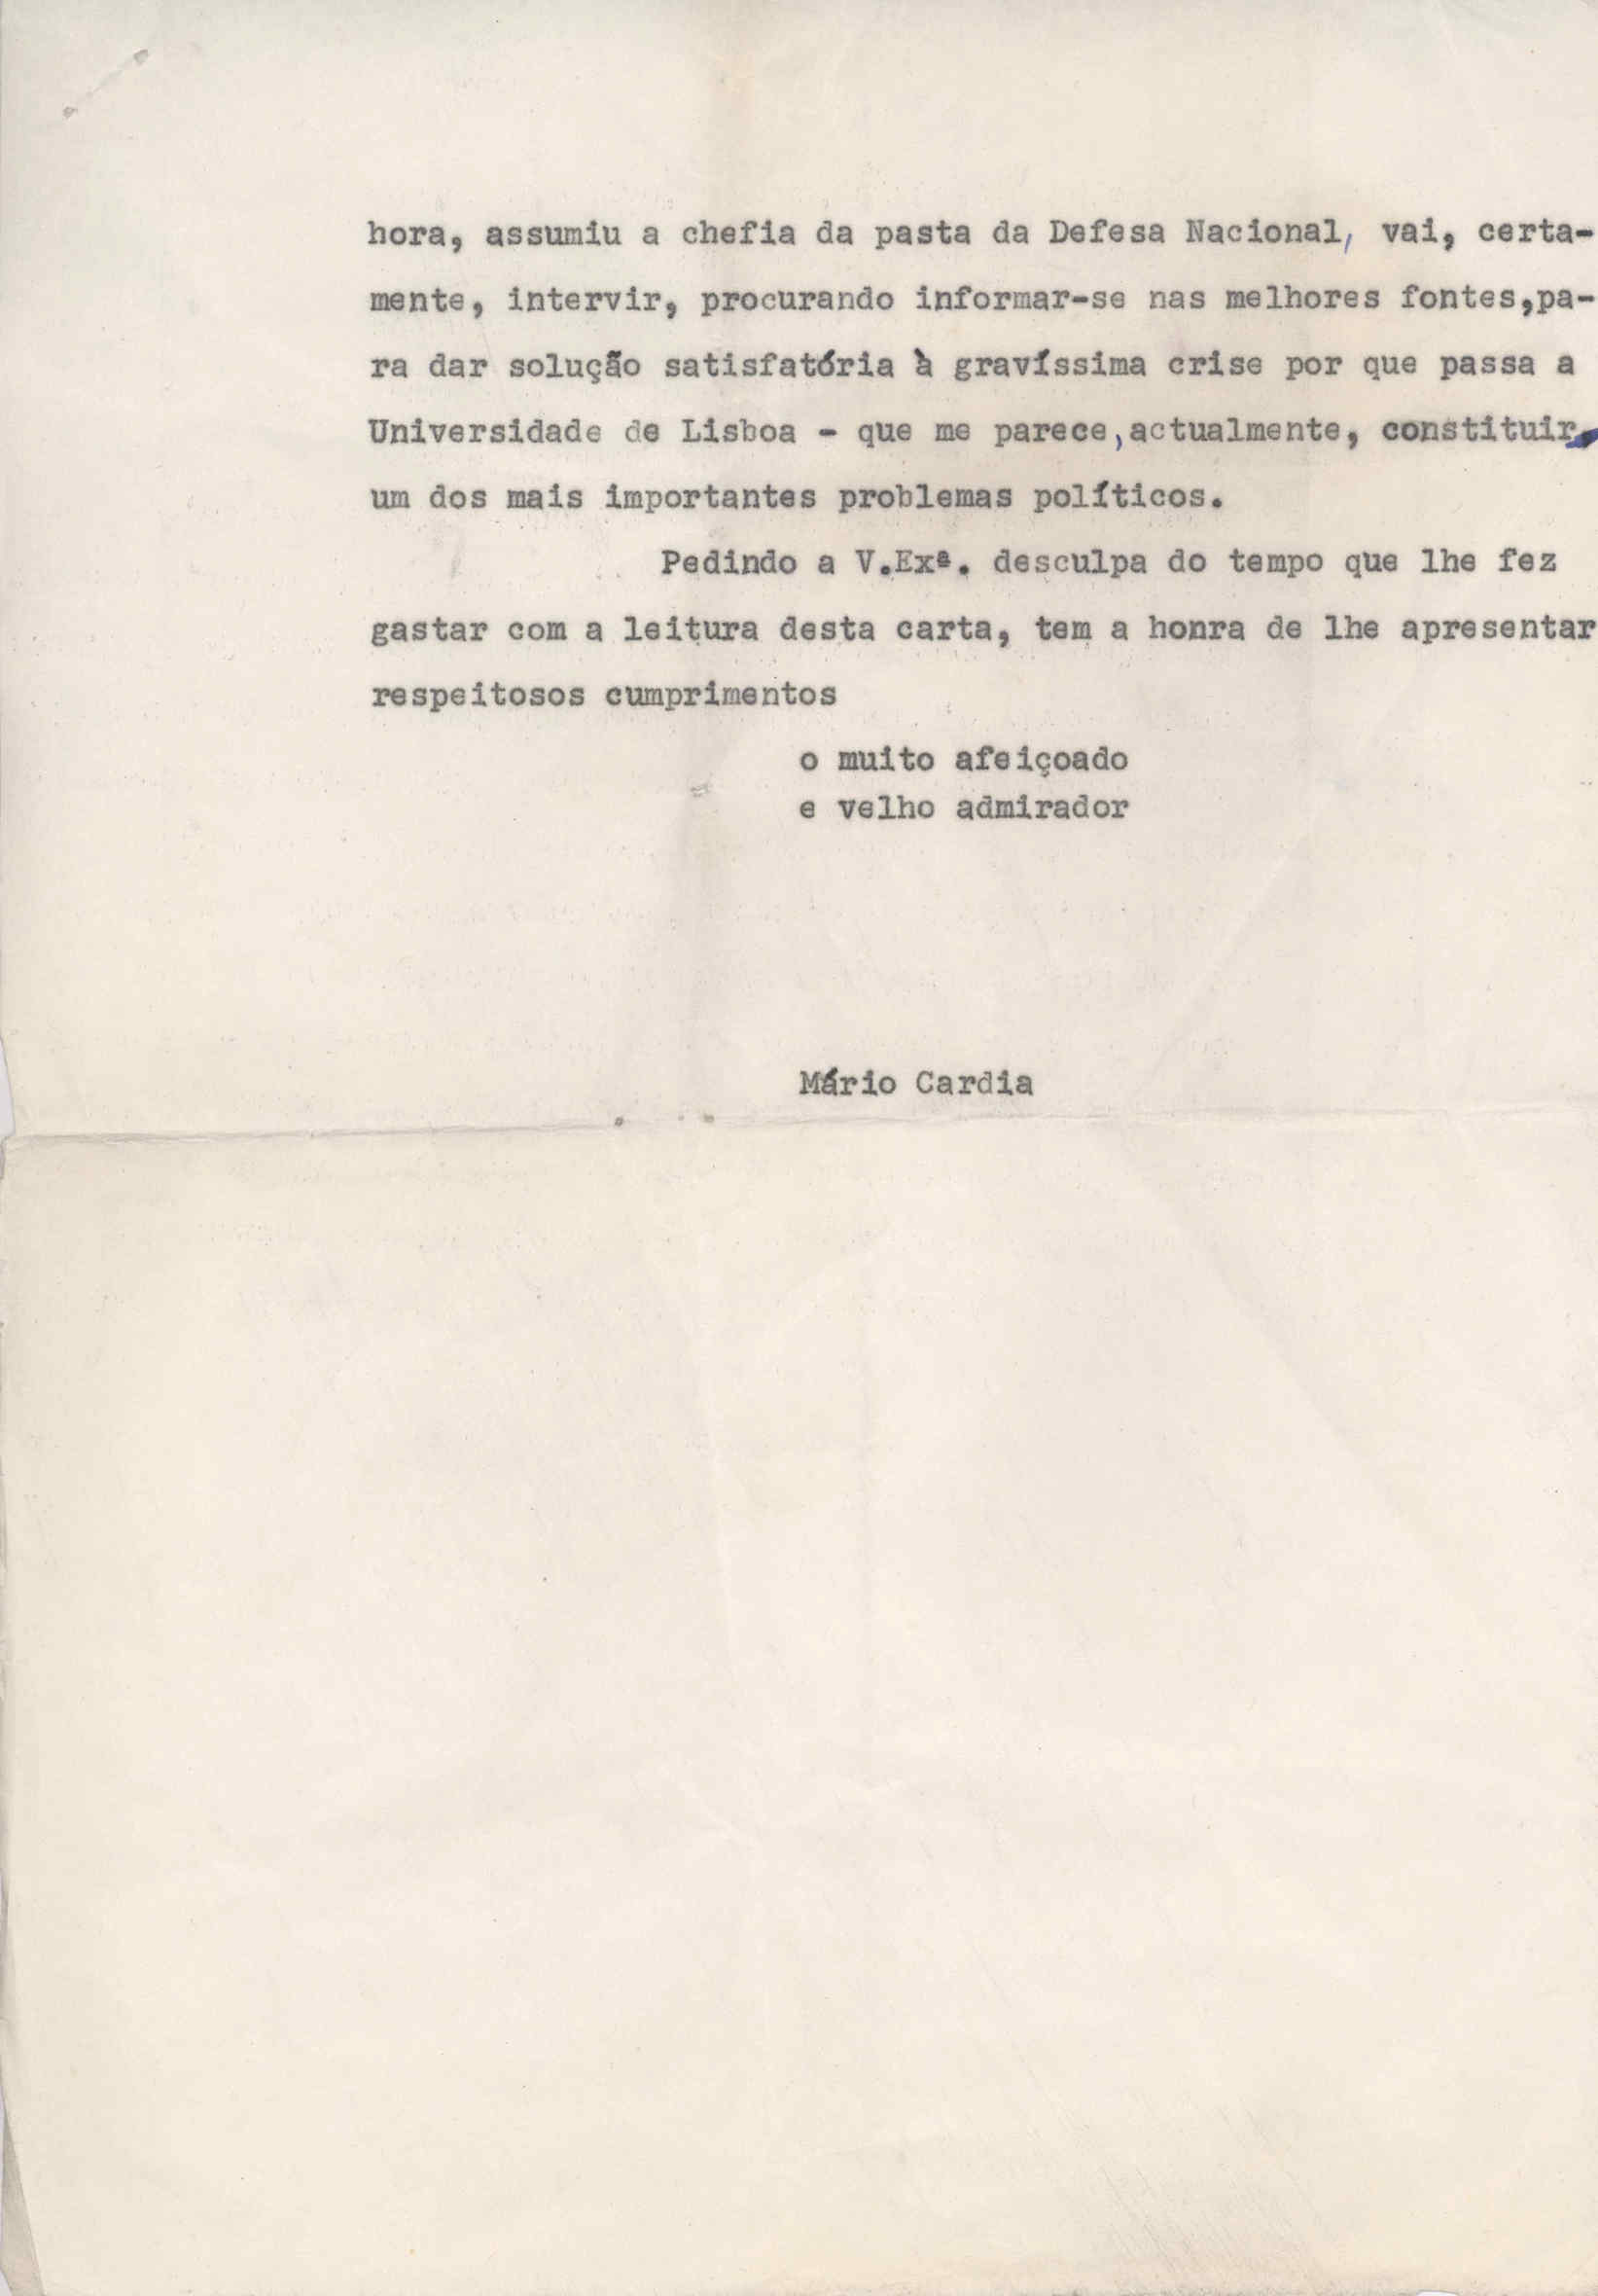 hora, assumiu a chefia da pasta da Defesa Nacional, vai, certa-
mente, intervir, procurando informar-se nas melhores fontes,pa-
ra dar solução satisfatória à gravíssima crise por que passa a
Universidade de Lisboa - que me parece,actualmente, constituir
um dos mais importantes problemas políticos.
Pedindo a V.Exª. desculpa do tempo que lhe fez
gastar com a leitura desta carta, tem a honra de lhe apresentar
respeitosos cumprimentos
o muito afeiçoado
e velho admirador
Mário Cardia